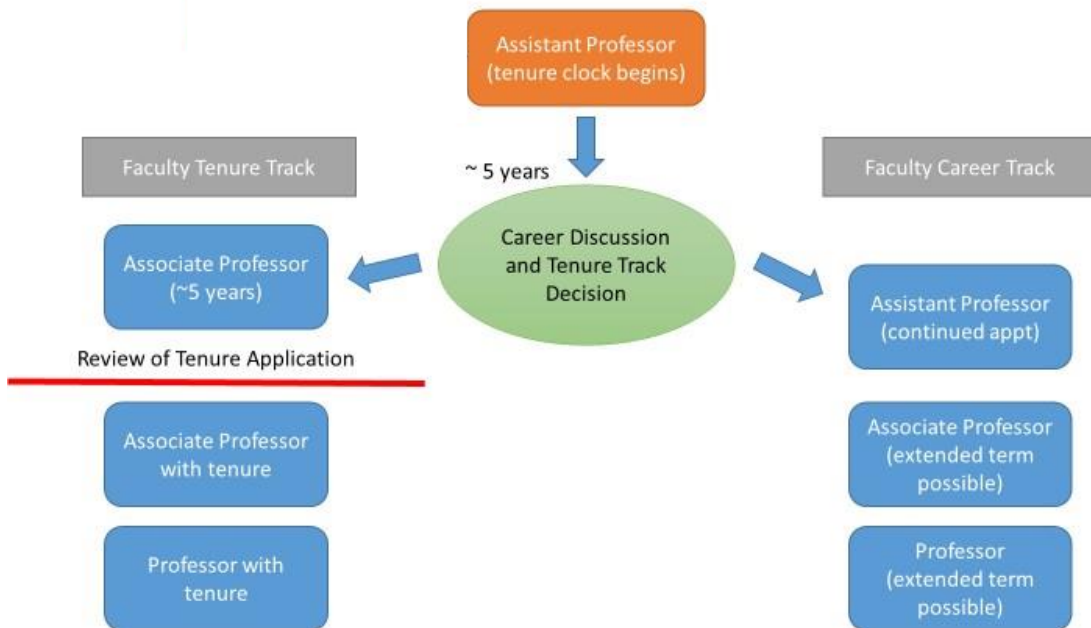 Assistant Professor
(tenure clock begins)
Faculty Tenure Track
~ 5 years
Faculty Career Track
Career Discussion
and Tenure Track
Decision
Associate Professor
(~5 years)
Assistant Professor
(continued appt)
Review of Tenure Application
Associate Professor
with tenure
Associate Professor
(extended term
possible)
Professor with
tenure
Professor
(extended term
possible)